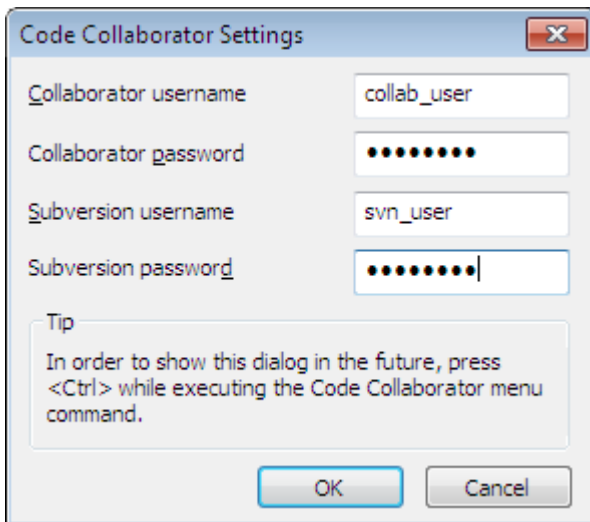 Code Collaborator Settings
Collaborator username collab_user
Collaborator password ●●●●●●●●
Subversion username svn_user
Subversion password ●●●●●●●●
Tip
In order to show this dialog in the future, press
<Ctrl> while executing the Code Collaborator menu
command.
OK Cancel